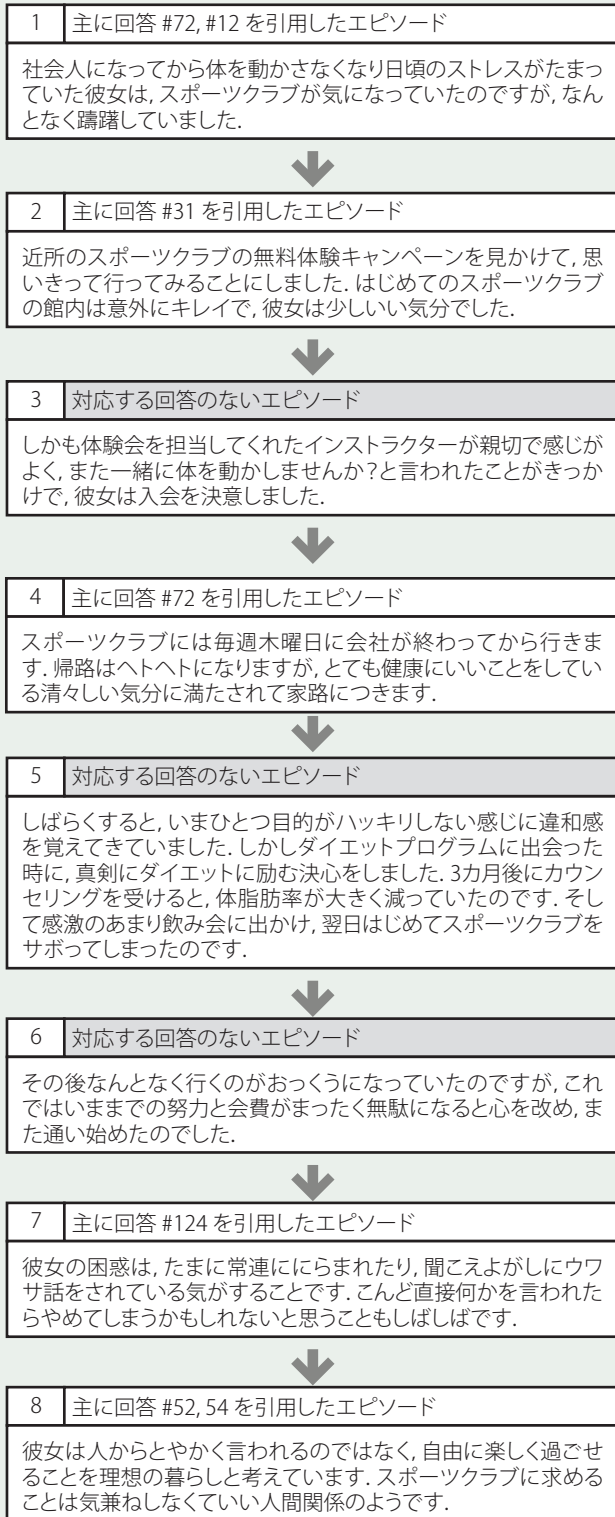 1 主に回答 #72, #12 を引用したエピソード
社会人になってから体を動かさなくなり日頃のストレスがたまっ
ていた彼女は, スポーツクラブが気になっていたのですが, なん
となく躊躇していました.
2 主に回答 #31 を引用したエピソード
近所のスポーツクラブの無料体験キャンペーンを見かけて, 思
いきって行ってみることにしました. はじめてのスポーツクラブ
の館内は意外にキレイで, 彼女は少しいい気分でした.
3 対応する回答のないエピソード
しかも体験会を担当してくれたインストラクターが親切で感じが
よく, また一緒に体を動かしませんか?と言われたことがきっか
けで, 彼女は入会を決意しました.
4 主に回答 #72 を引用したエピソード
スポーツクラブには毎週木曜日に会社が終わってから行きま
す. 帰路はヘトヘトになりますが, とても健康にいいことをしてい
る清々しい気分に満たされて家路につきます.
5 対応する回答のないエピソード
しばらくすると, いまひとつ目的がハッキリしない感じに違和感
を覚えてきていました. しかしダイエットプログラムに出会った
時に, 真剣にダイエットに励む決心をしました. 3カ月後にカウン
セリングを受けると, 体脂肪率が大きく減っていたのです. そし
て感激のあまり飲み会に出かけ, 翌日はじめてスポーツクラブを
サボってしまったのです.
6 対応する回答のないエピソード
その後なんとなく行くのがおっくうになっていたのですが, これ
ではいままでの努力と会費がまったく無駄になると心を改め, ま
た通い始めたのでした.
7 主に回答 #124 を引用したエピソード
彼女の困惑は, たまに常連ににらまれたり, 聞こえよがしにウワ
サ話をされている気がすることです. こんど直接何かを言われた
らやめてしまうかもしれないと思うこともしばしばです.
8 主に回答 #52, 54 を引用したエピソード
彼女は人からとやかく言われるのではなく, 自由に楽しく過ごせ
ることを理想の暮らしと考えています. スポーツクラブに求める
ことは気兼ねしなくていい人間関係のようです.